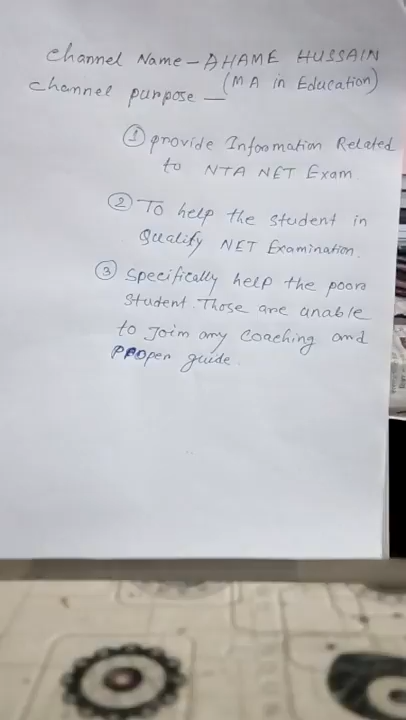 Channel Name - AHAME HUSSAIN
(MA in Education)
Channel purpose —
① provide Information Related
to NTA NET Exam.
② To help the student in
Qualify NET Examination.
③ Specifically help the poor
student. Those are unable
to Join any Coaching and
PROper guide.